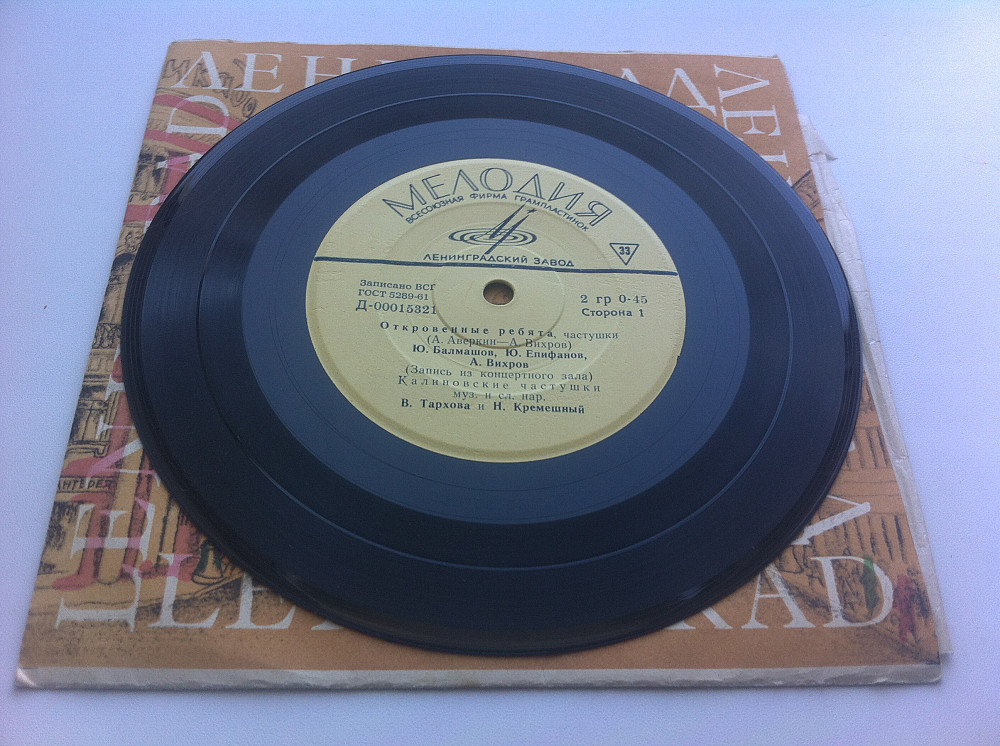 МЕЛОДИЯ
ВСЕСОЮЗНАЯ ФИРМА ГРАМПЛАСТИНОК
ЛЕНИНГРАДСКИЙ ЗАВОД
33
Записано ВСГ
ГОСТ 5289-61
Д-00015321
2 гр 0-45
Сторона 1
Откровенные ребята, частушки
(А. Аверкин—А. Вихров)
Ю. Балмашов, Ю. Епифанов,
А. Вихров
(Запись из концертного зала)
Калиновские частушки
муз. и сл. нар.
В. Тархова и Н. Кремешный